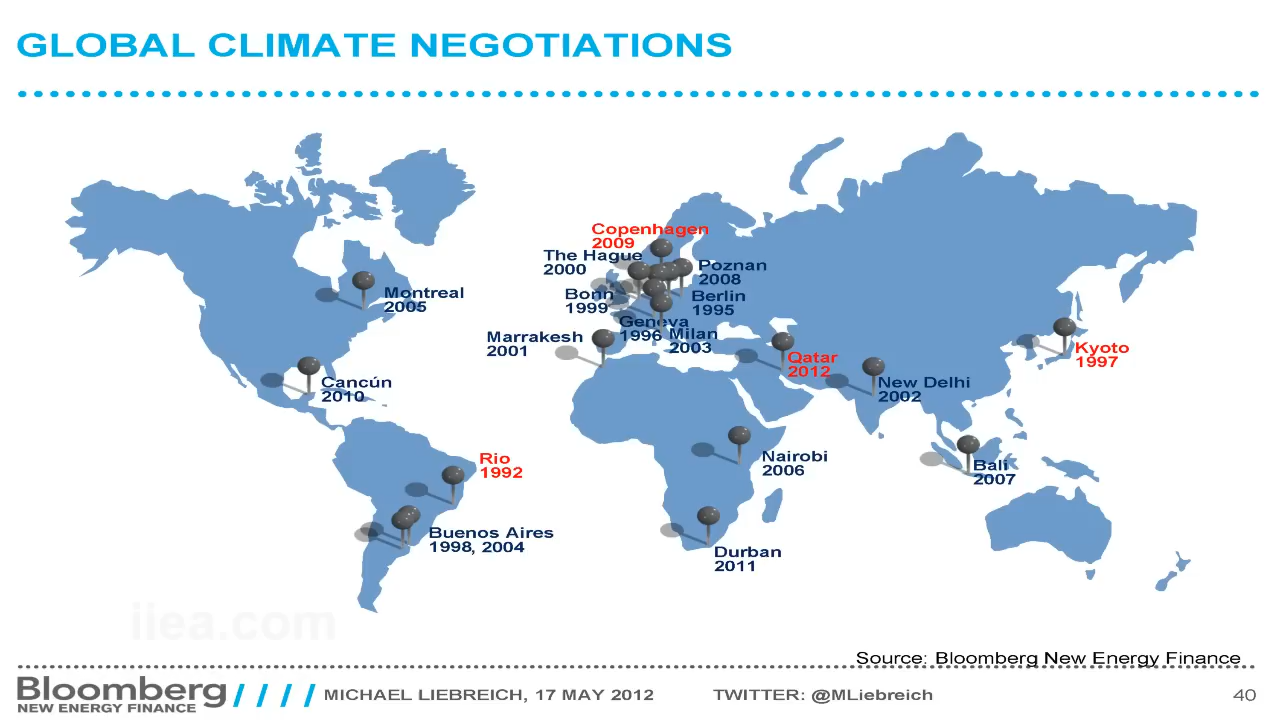 GLOBAL CLIMATE NEGOTIATIONS
Copenhagen
2009
The Hague
2000
Poznan
2008
Montreal
2005
Bonn
1999
Berlin
1995
Geneva
1996
Milan
2003
Marrakesh
2001
Qatar
2012
Kyoto
1997
Cancún
2010
New Delhi
2002
Rio
1992
Nairobi
2006
Bali
2007
Buenos Aires
1998, 2004
Durban
2011
iiea.com
Source: Bloomberg New Energy Finance
Bloomberg
NEW ENERGY FINANCE
//// MICHAEL LIEBREICH, 17 MAY 2012 TWITTER: @MLiebreich 40